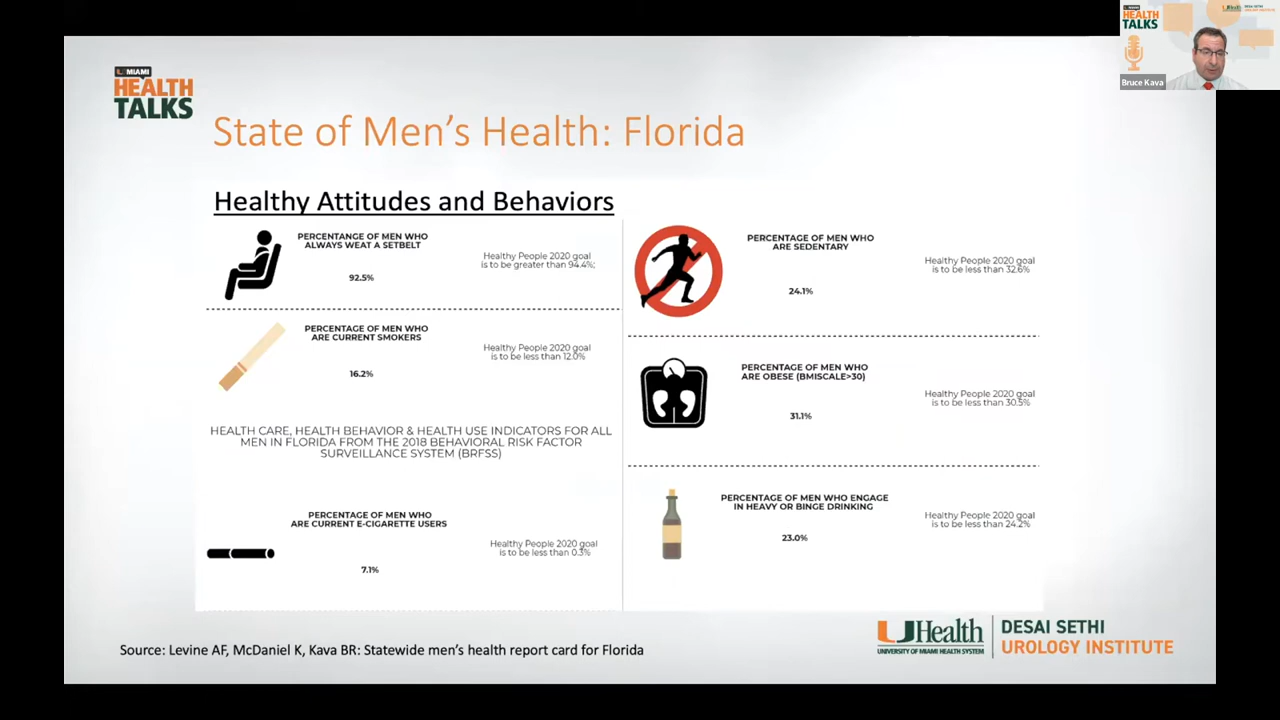 U MIAMI
HEALTH
TALKS
State of Men's Health: Florida
Healthy Attitudes and Behaviors
PERCENTANGE OF MEN WHO
ALWAYS WEAT A SETBELT
92.5%
Healthy People 2020 goal
is to be greater than 94.4%;
PERCENTAGE OF MEN WHO
ARE CURRENT SMOKERS
16.2%
Healthy People 2020 goal
is to be less than 12.0%
HEALTH CARE, HEALTH BEHAVIOR & HEALTH USE INDICATORS FOR ALL
MEN IN FLORIDA FROM THE 2018 BEHAVIORAL RISK FACTOR
SURVEILLANCE SYSTEM (BRFSS)
PERCENTAGE OF MEN WHO
ARE CURRENT E-CIGARETTE USERS
7.1%
Healthy People 2020 goal
is to be less than 0.3%
PERCENTAGE OF MEN WHO
ARE SEDENTARY
24.1%
Healthy People 2020 goal
is to be less than 32.6%
PERCENTAGE OF MEN WHO
ARE OBESE (BMISCALE>30)
31.1%
Healthy People 2020 goal
is to be less than 30.5%
PERCENTAGE OF MEN WHO ENGAGE
IN HEAVY OR BINGE DRINKING
23.0%
Healthy People 2020 goal
is to be less than 24.2%
Source: Levine AF, McDaniel K, Kava BR: Statewide men's health report card for Florida
UHealth
UNIVERSITY OF MIAMI HEALTH SYSTEM
DESAI SETHI
UROLOGY INSTITUTE
HEALTH
TALKS
UHealth
DESAI SETHI
UROLOGY INSTITUTE
Bruce Kava